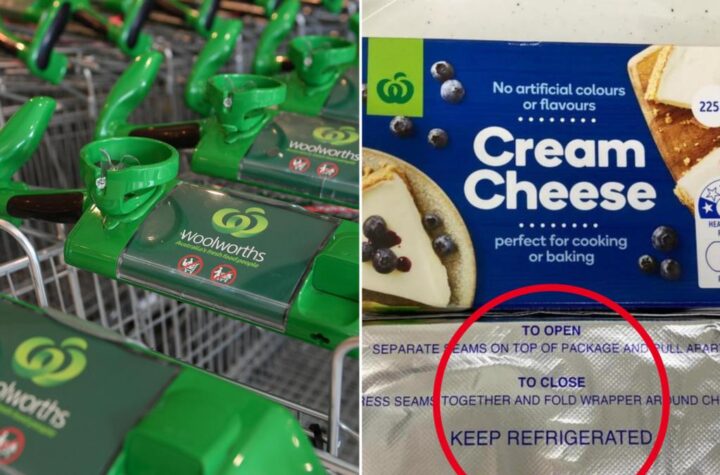 woolworths
Australia's fresh food people
woolworths
woolworths
No artificial colours
or flavours
Cream
Cheese
perfect for cooking
or baking
225
TO OPEN
SEPARATE SEAMS ON TOP OF PACKAGE AND PULL APART
TO CLOSE
RESS SEAMS TOGETHER AND FOLD WRAPPER AROUND CH
KEEP REFRIGERATED